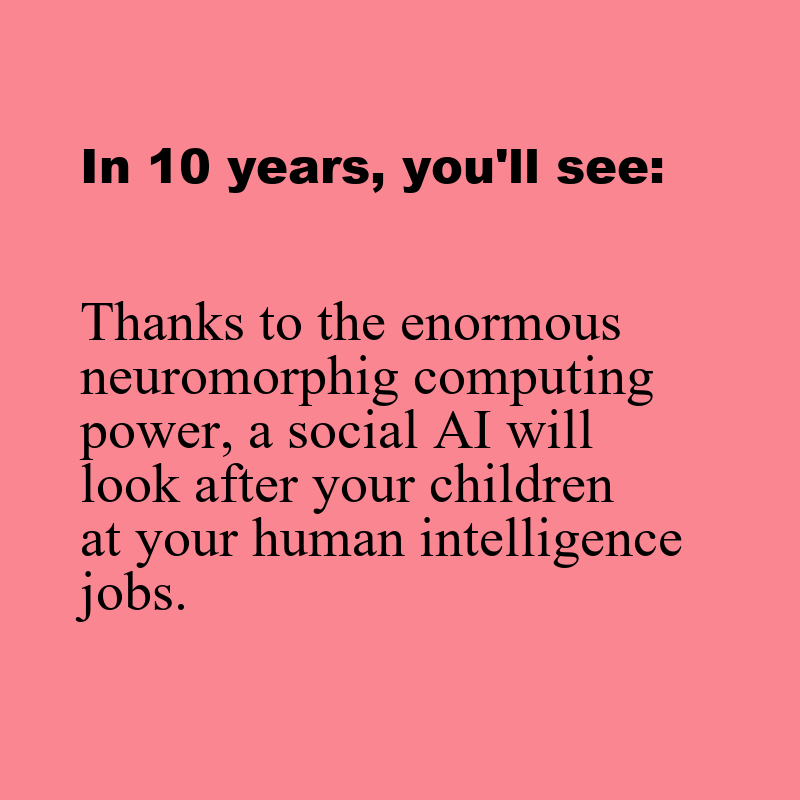 In 10 years, you'll see:
Thanks to the enormous
neuromorphig computing
power, a social AI will
look after your children
at your human intelligence
jobs.